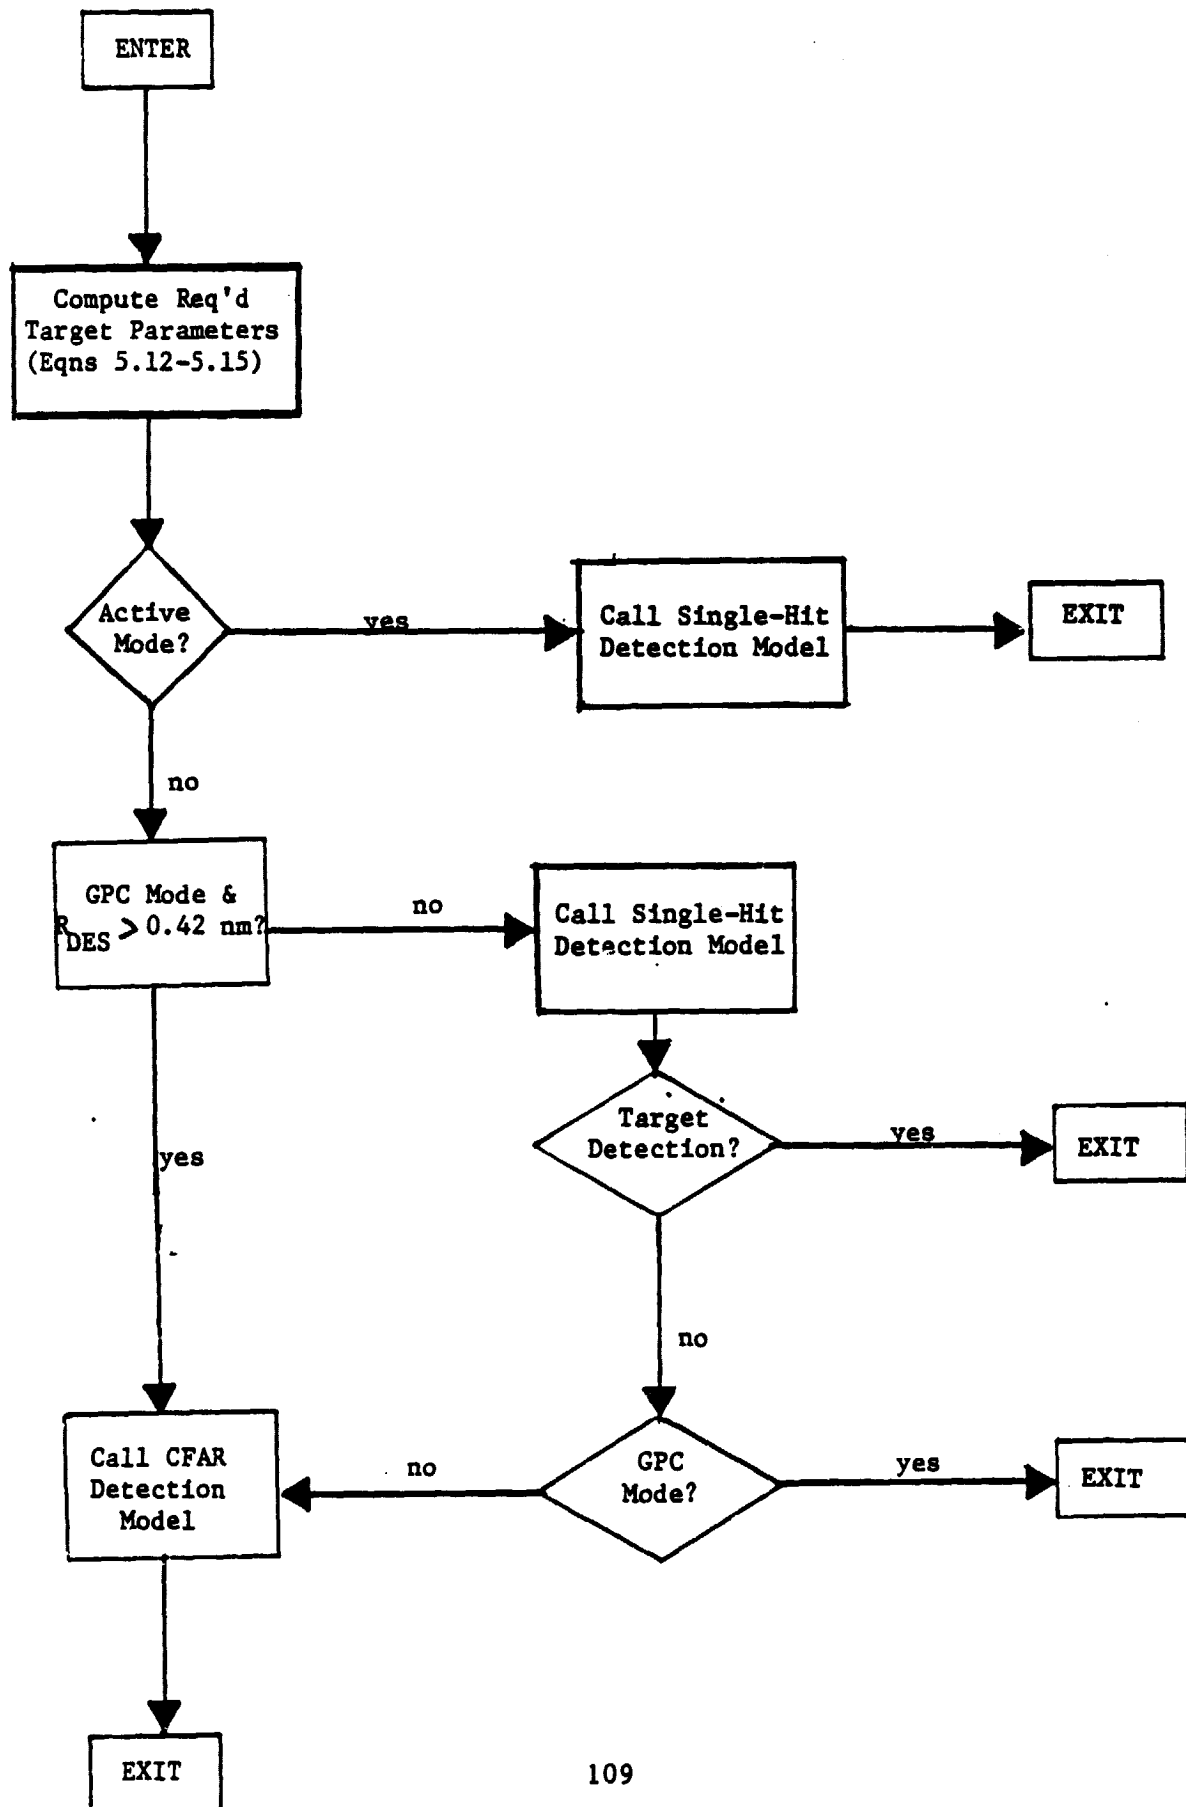 ENTER
Compute Req'd
Target Parameters
(Eqns 5.12-5.15)
Active
Mode?
yes
Call Single-Hit
Detection Model
EXIT
no
GPC Mode &
R_DES > 0.42 nm?
no
Call Single-Hit
Detection Model
Target
Detection?
yes
EXIT
yes
no
GPC
Mode?
yes
EXIT
no
Call CFAR
Detection
Model
EXIT
109